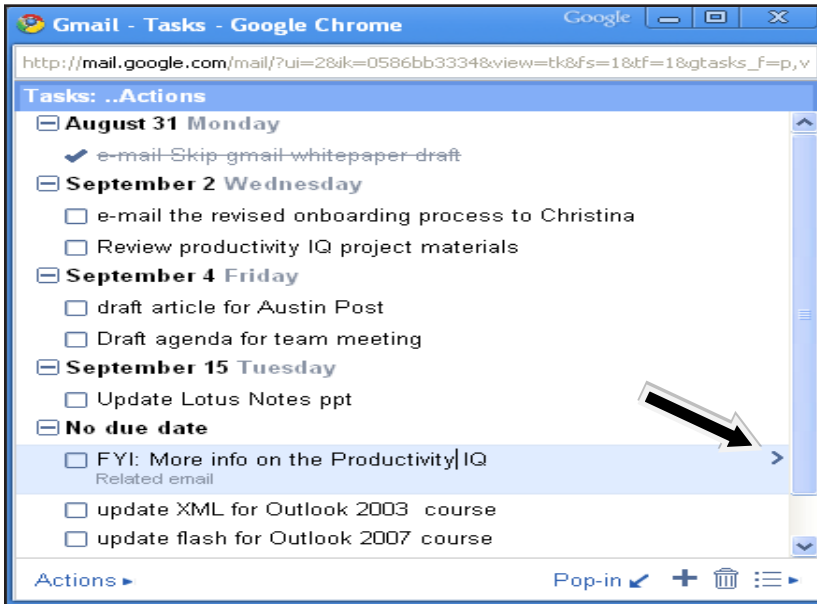 Gmail - Tasks - Google Chrome
Google
http://mail.google.com/mail/?ui=2&ik=0586bb3334&view=tk&fs=1&tf=1&gtasks_f=p,v
Tasks: ..Actions
August 31 Monday
e-mail Skip gmail whitepaper draft
September 2 Wednesday
e-mail the revised onboarding process to Christina
Review productivity IQ project materials
September 4 Friday
draft article for Austin Post
Draft agenda for team meeting
September 15 Tuesday
Update Lotus Notes ppt
No due date
FYI: More info on the Productivity IQ
Related email
update XML for Outlook 2003 course
update flash for Outlook 2007 course
Actions
Pop-in